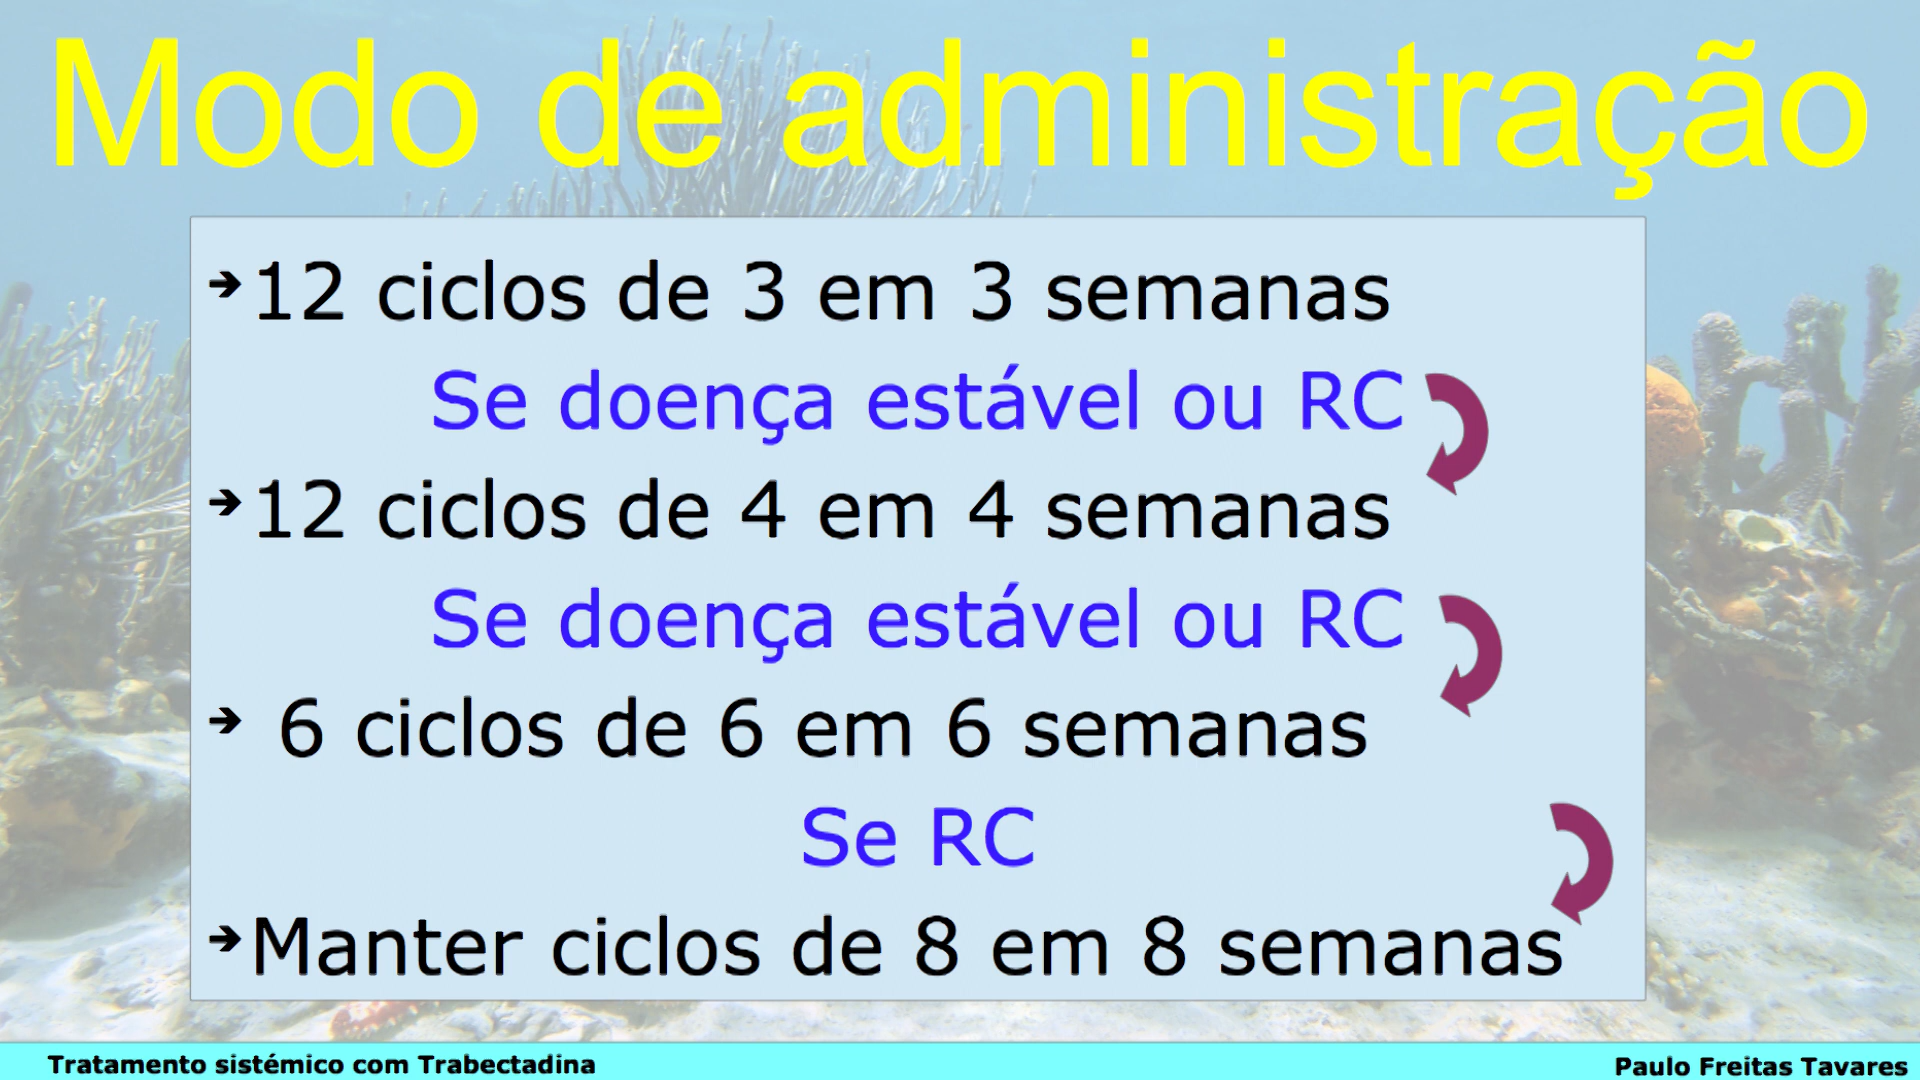 Modo de administração
➔12 ciclos de 3 em 3 semanas
Se doença estável ou RC
➔12 ciclos de 4 em 4 semanas
Se doença estável ou RC
➔ 6 ciclos de 6 em 6 semanas
Se RC
➔Manter ciclos de 8 em 8 semanas
Tratamento sistémico com Trabectadina
Paulo Freitas Tavares